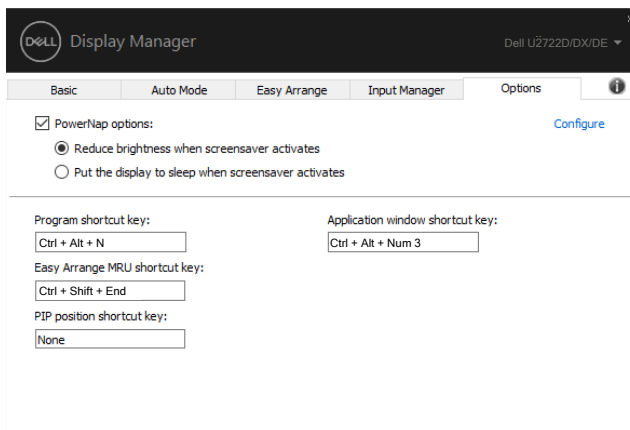 DELL Display Manager
Dell U2722D/DX/DE
Basic Auto Mode Easy Arrange Input Manager Options
PowerNap options: Configure
Reduce brightness when screensaver activates
Put the display to sleep when screensaver activates
Program shortcut key: Application window shortcut key:
Ctrl + Alt + N Ctrl + Alt + Num 3
Easy Arrange MRU shortcut key:
Ctrl + Shift + End
PIP position shortcut key:
None